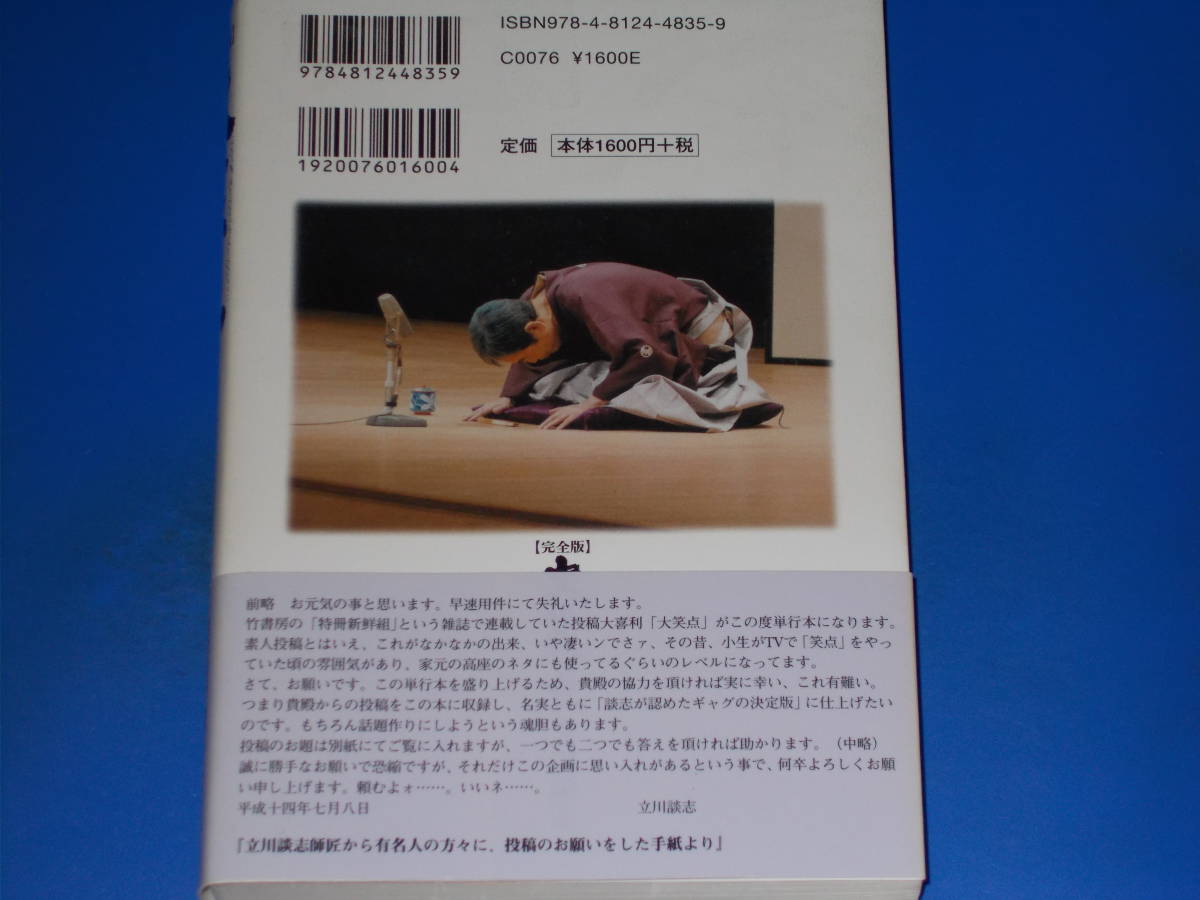 ISBN978-4-8124-4835-9
C0076 ¥1600E
9784812448359
1920076016004
定価 本体1600円+税
【完全版】
前略 お元気の事と思います。早速用件にて失礼いたします。
竹書房の「特冊新鮮組」という雑誌で連載していた投稿大喜利「大笑点」がこの度単行本になります。
素人投稿とはいえ、これがなかなかの出来、いや凄いンでさァ、その昔、小生がTVで「笑点」をやっ
ていた頃の雰囲気があり、家元の高座のネタにも使ってるぐらいのレベルになってます。
さて、お願いです。この単行本を盛り上げるため、貴殿の協力を頂ければ実に幸い、これ有難い。
つまり貴殿からの投稿をこの本に収録し、名実ともに「談志が認めたギャグの決定版」に仕上げたい
のです。もちろん話題作りにしようという魂胆もあります。
投稿のお題は別紙にてご覧に入れますが、一つでも二つでも答えを頂ければ助かります。（中略）
誠に勝手なお願いで恐縮ですが、それだけこの企画に思い入れがあるという事で、何卒よろしくお願
い申し上げます。頼むよォ……。いいネ……。
平成十四年七月八日 立川談志
『立川談志師匠から有名人の方々に、投稿のお願いをした手紙より』